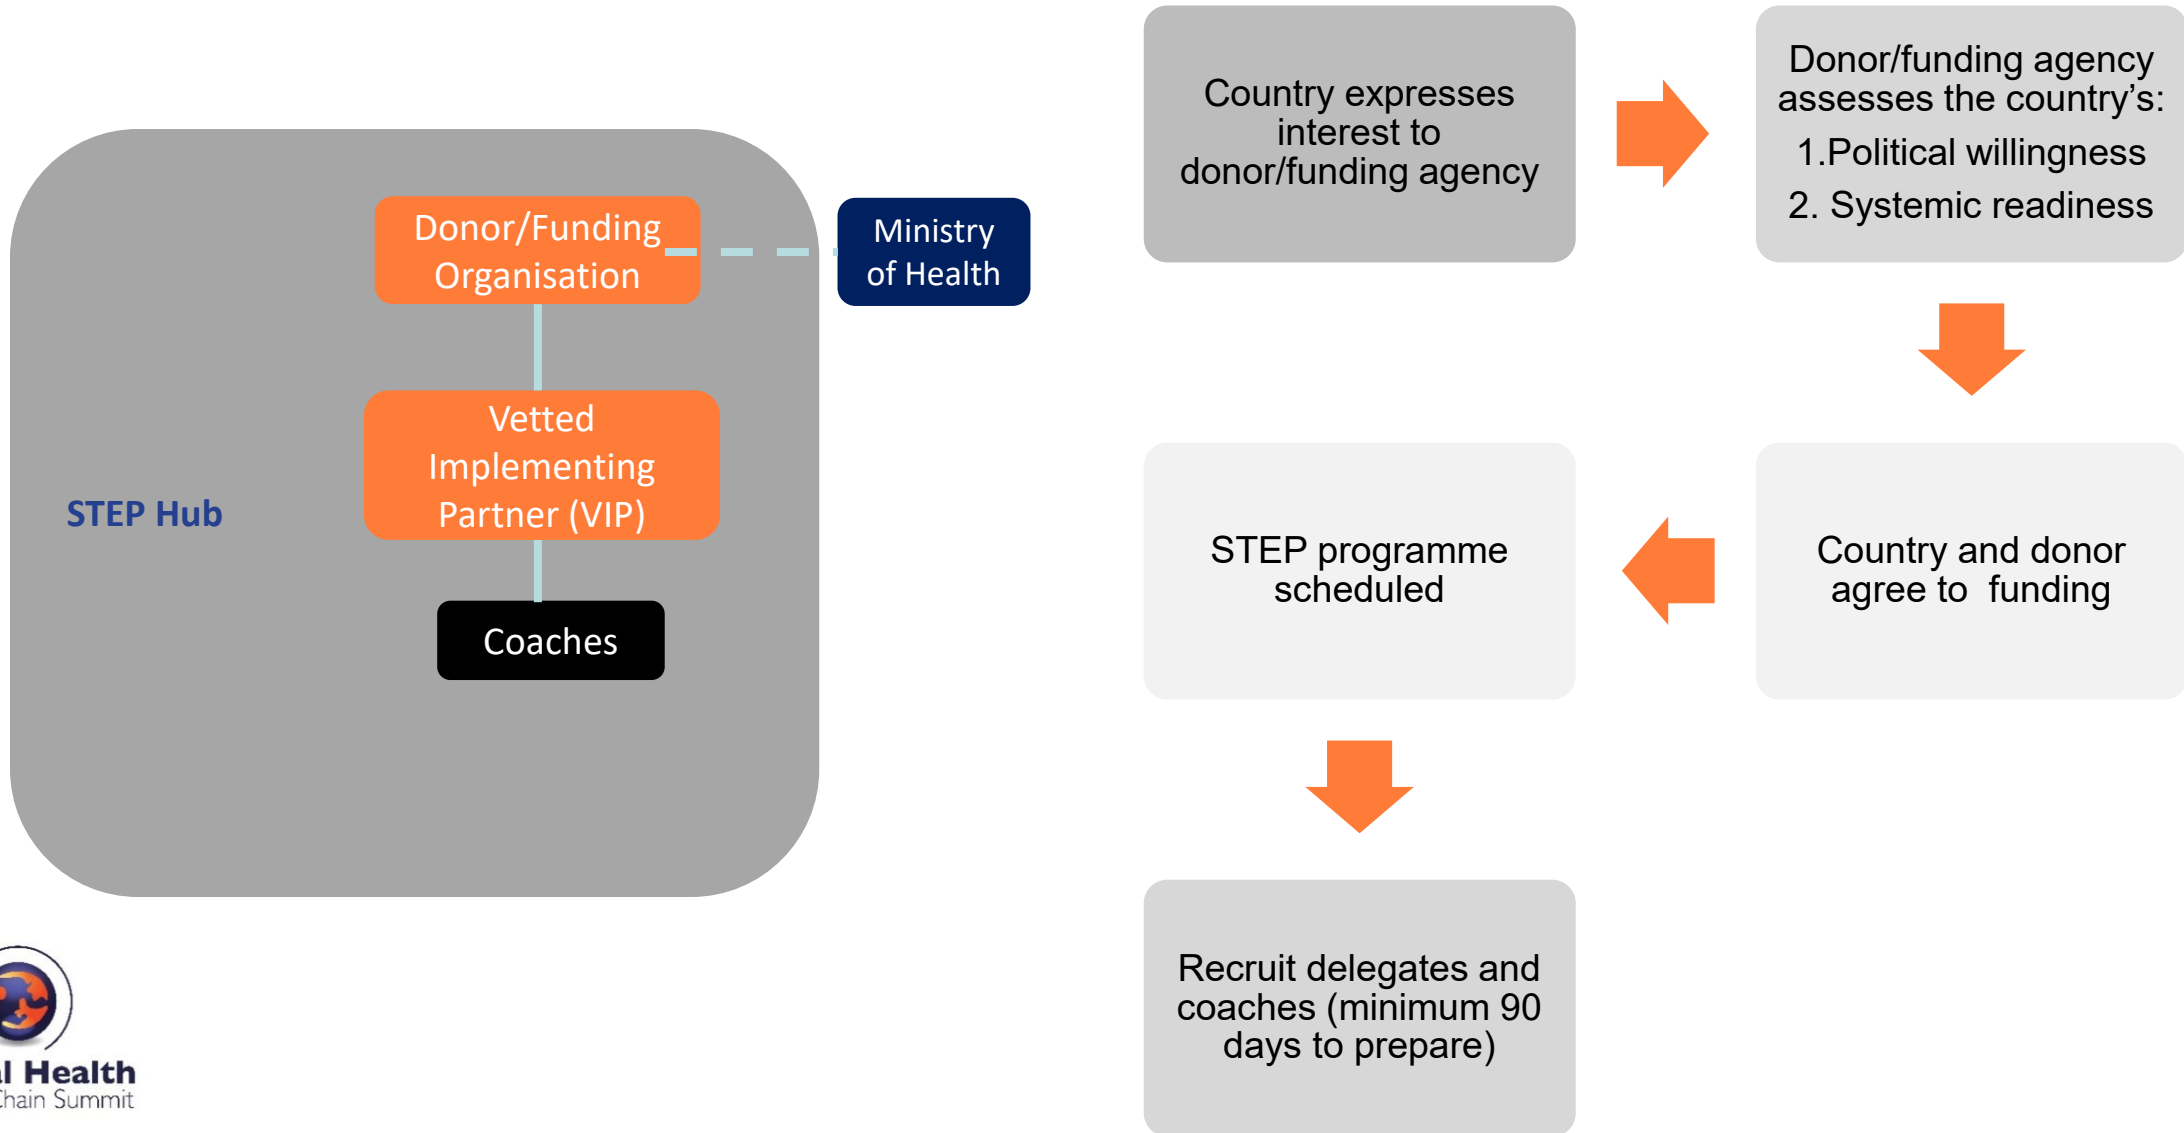 Donor/Funding
Organisation
Ministry
of Health
Vetted
Implementing
Partner (VIP)
STEP Hub
Coaches
Country expresses
interest to
donor/funding agency
Donor/funding agency
assesses the country’s:
1.Political willingness
2. Systemic readiness
Country and donor
agree to  funding
STEP programme
scheduled
Recruit delegates and
coaches (minimum 90
days to prepare)
Health
Chain Summit